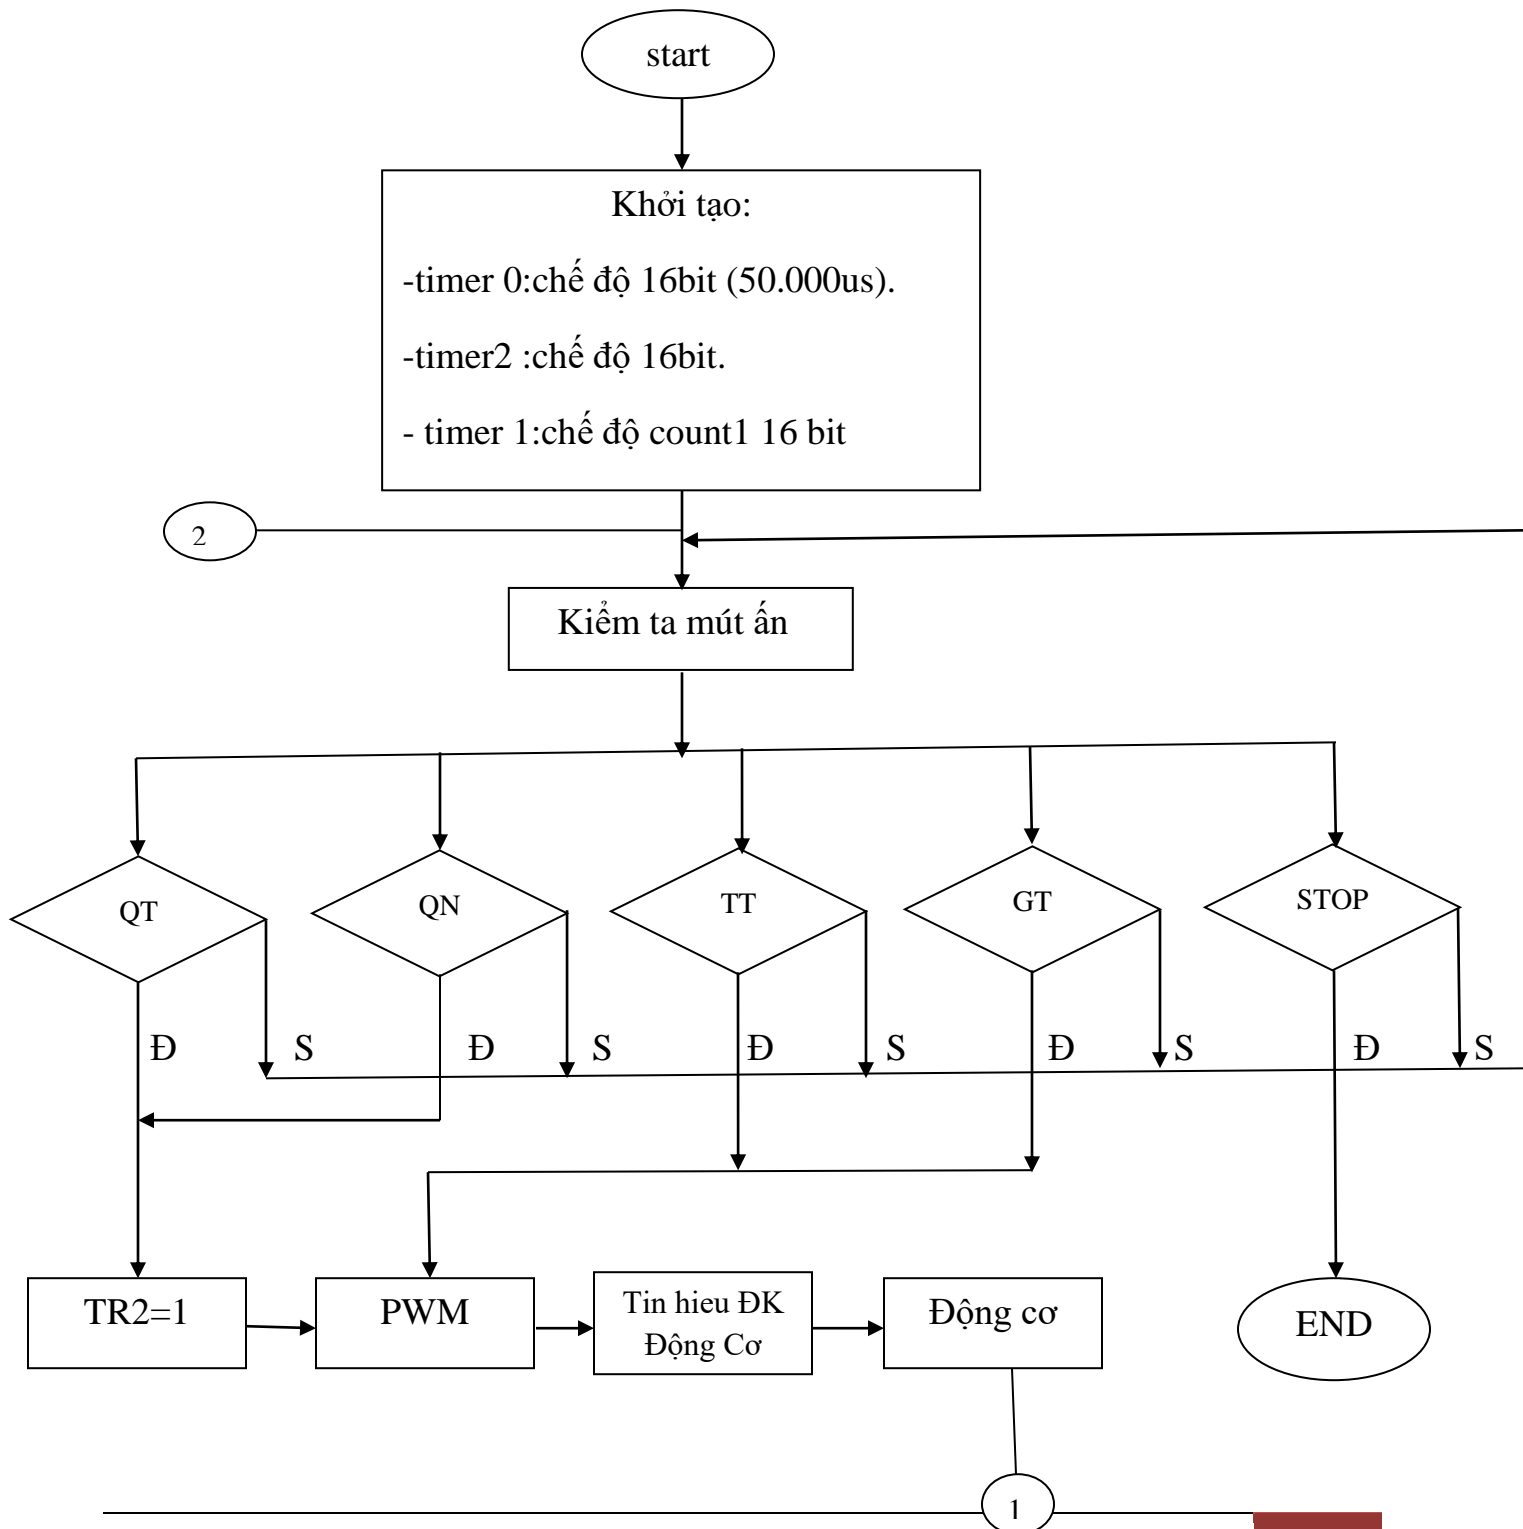 start
Khởi tạo:
-timer 0:chế độ 16bit (50.000us).
-timer2 :chế độ 16bit.
- timer 1:chế độ count1 16 bit
2
Kiểm ta mút ấn
QT
QN
TT
GT
STOP
Đ
S
Đ
S
Đ
S
Đ
S
Đ
S
TR2=1
PWM
Tin hieu ĐK
Động Cơ
Động cơ
END
1